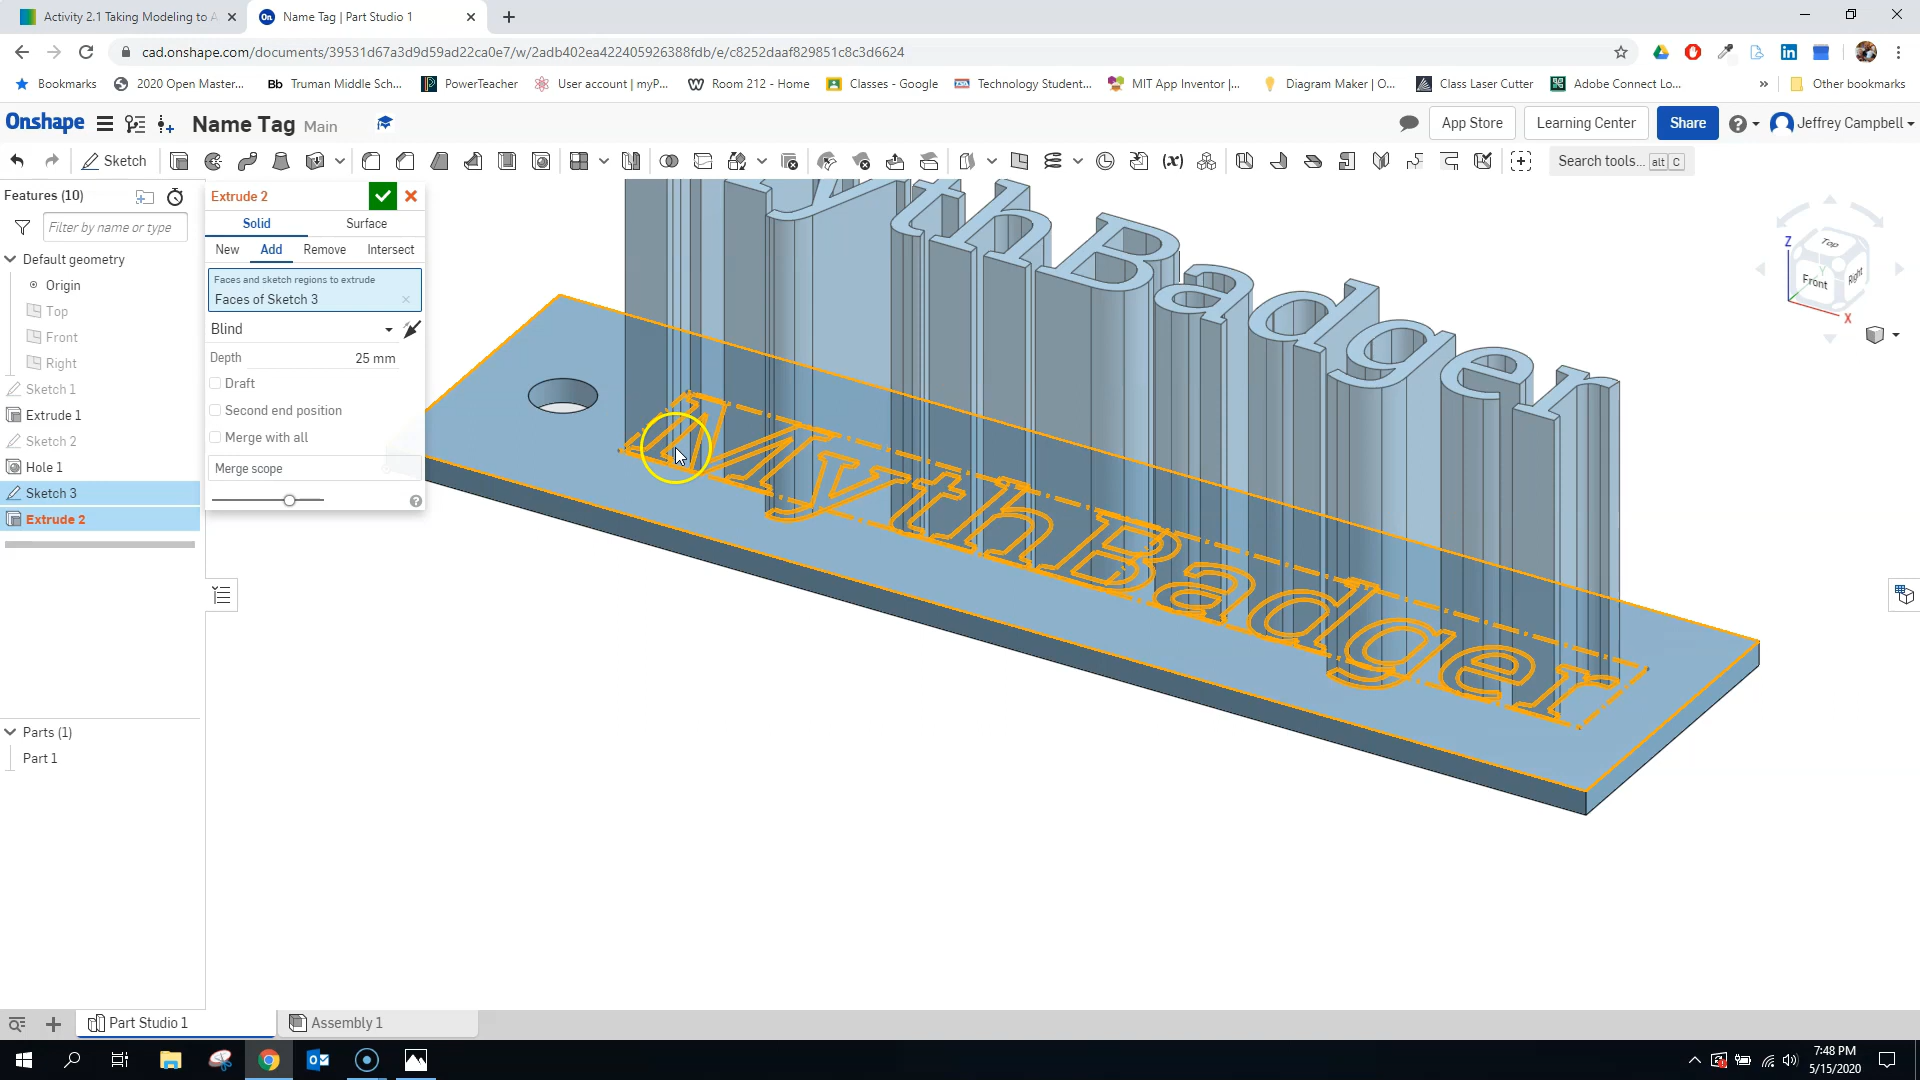 Activity 2.1 Taking Modeling to A
Name Tag | Part Studio 1
cad.onshape.com/documents/39531d67a3d9d59ad22ca0e7/w/2adb402ea422405926388fdb/e/c8252daaf829851c8c3d6624
Bookmarks
2020 Open Master...
Bb Truman Middle Sch...
PowerTeacher
User account | myP...
Room 212 - Home
Classes - Google
Technology Student...
MIT App Inventor |...
Diagram Maker | O...
Class Laser Cutter
Adobe Connect Lo...
»
Other bookmarks
Onshape
Name Tag Main
App Store
Learning Center
Share
Jeffrey Campbell
Sketch
Search tools... alt C
Features (10)
Filter by name or type
Default geometry
Origin
Top
Front
Right
Sketch 1
Extrude 1
Sketch 2
Hole 1
Sketch 3
Extrude 2
Parts (1)
Part 1
Extrude 2
Solid Surface
New Add Remove Intersect
Faces and sketch regions to extrude
Faces of Sketch 3
Blind
Depth 25 mm
Draft
Second end position
Merge with all
Merge scope
MythBadger
ythBadger
Z
Top
Front
Right
Y
X
Part Studio 1
Assembly 1
7:48 PM
5/15/2020